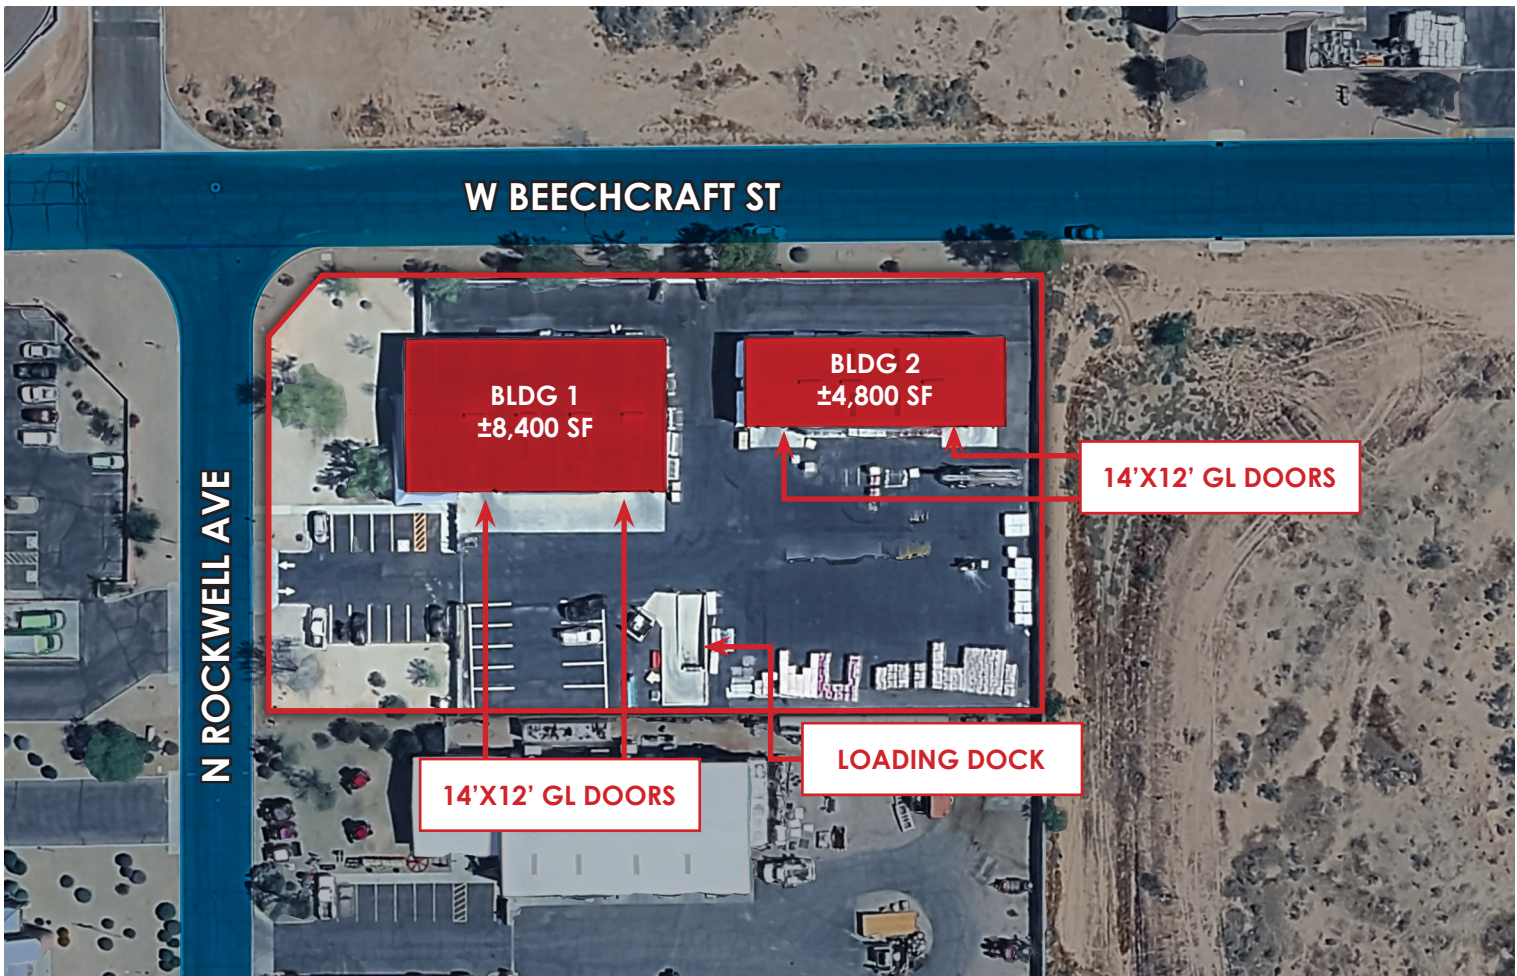 W BEECHCRAFT ST
BLDG 1
±8,400 SF
BLDG 2
±4,800 SF
14’X12’ GL DOORS
N ROCKWELL AVE
LOADING DOCK
14’X12’ GL DOORS